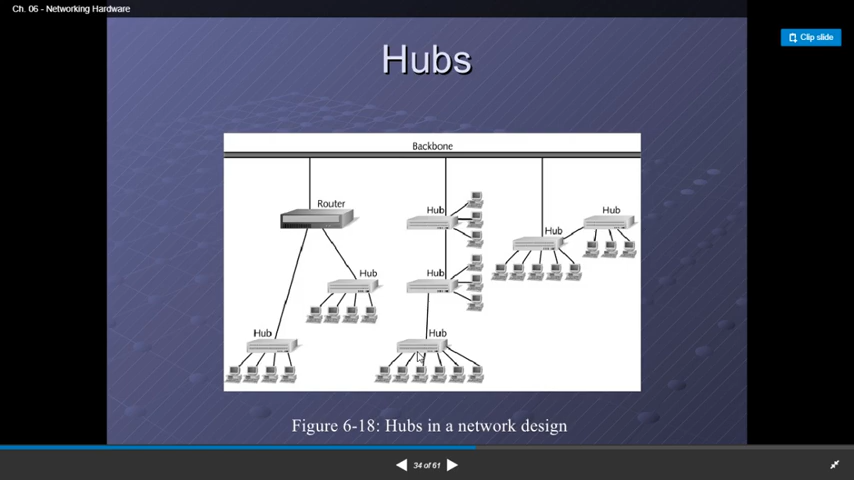 Ch. 06 - Networking Hardware
Clip slide
Hubs
Backbone
Router
Hub
Hub
Hub
Hub
Hub
Hub
Hub
Figure 6-18: Hubs in a network design
34 of 61